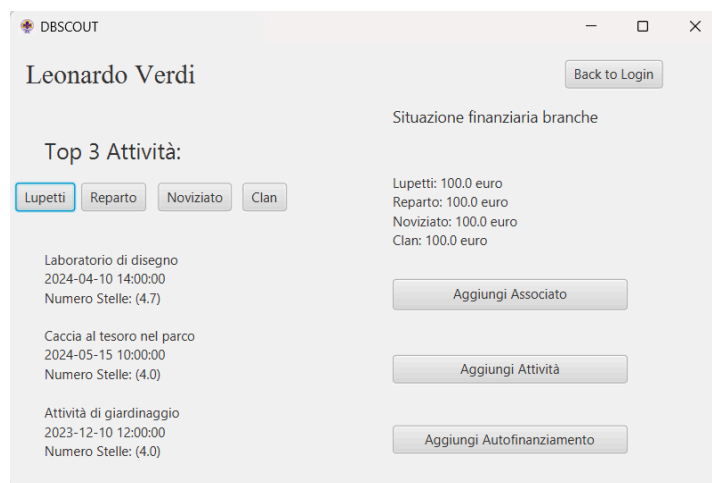 DBSCOUT
Leonardo Verdi
Back to Login
Situazione finanziaria branche
Top 3 Attività:
Lupetti Reparto Noviziato Clan
Lupetti: 100.0 euro
Reparto: 100.0 euro
Noviziato: 100.0 euro
Clan: 100.0 euro
Laboratorio di disegno
2024-04-10 14:00:00
Numero Stelle: (4.7)
Caccia al tesoro nel parco
2024-05-15 10:00:00
Numero Stelle: (4.0)
Attività di giardinaggio
2023-12-10 12:00:00
Numero Stelle: (4.0)
Aggiungi Associato
Aggiungi Attività
Aggiungi Autofinanziamento